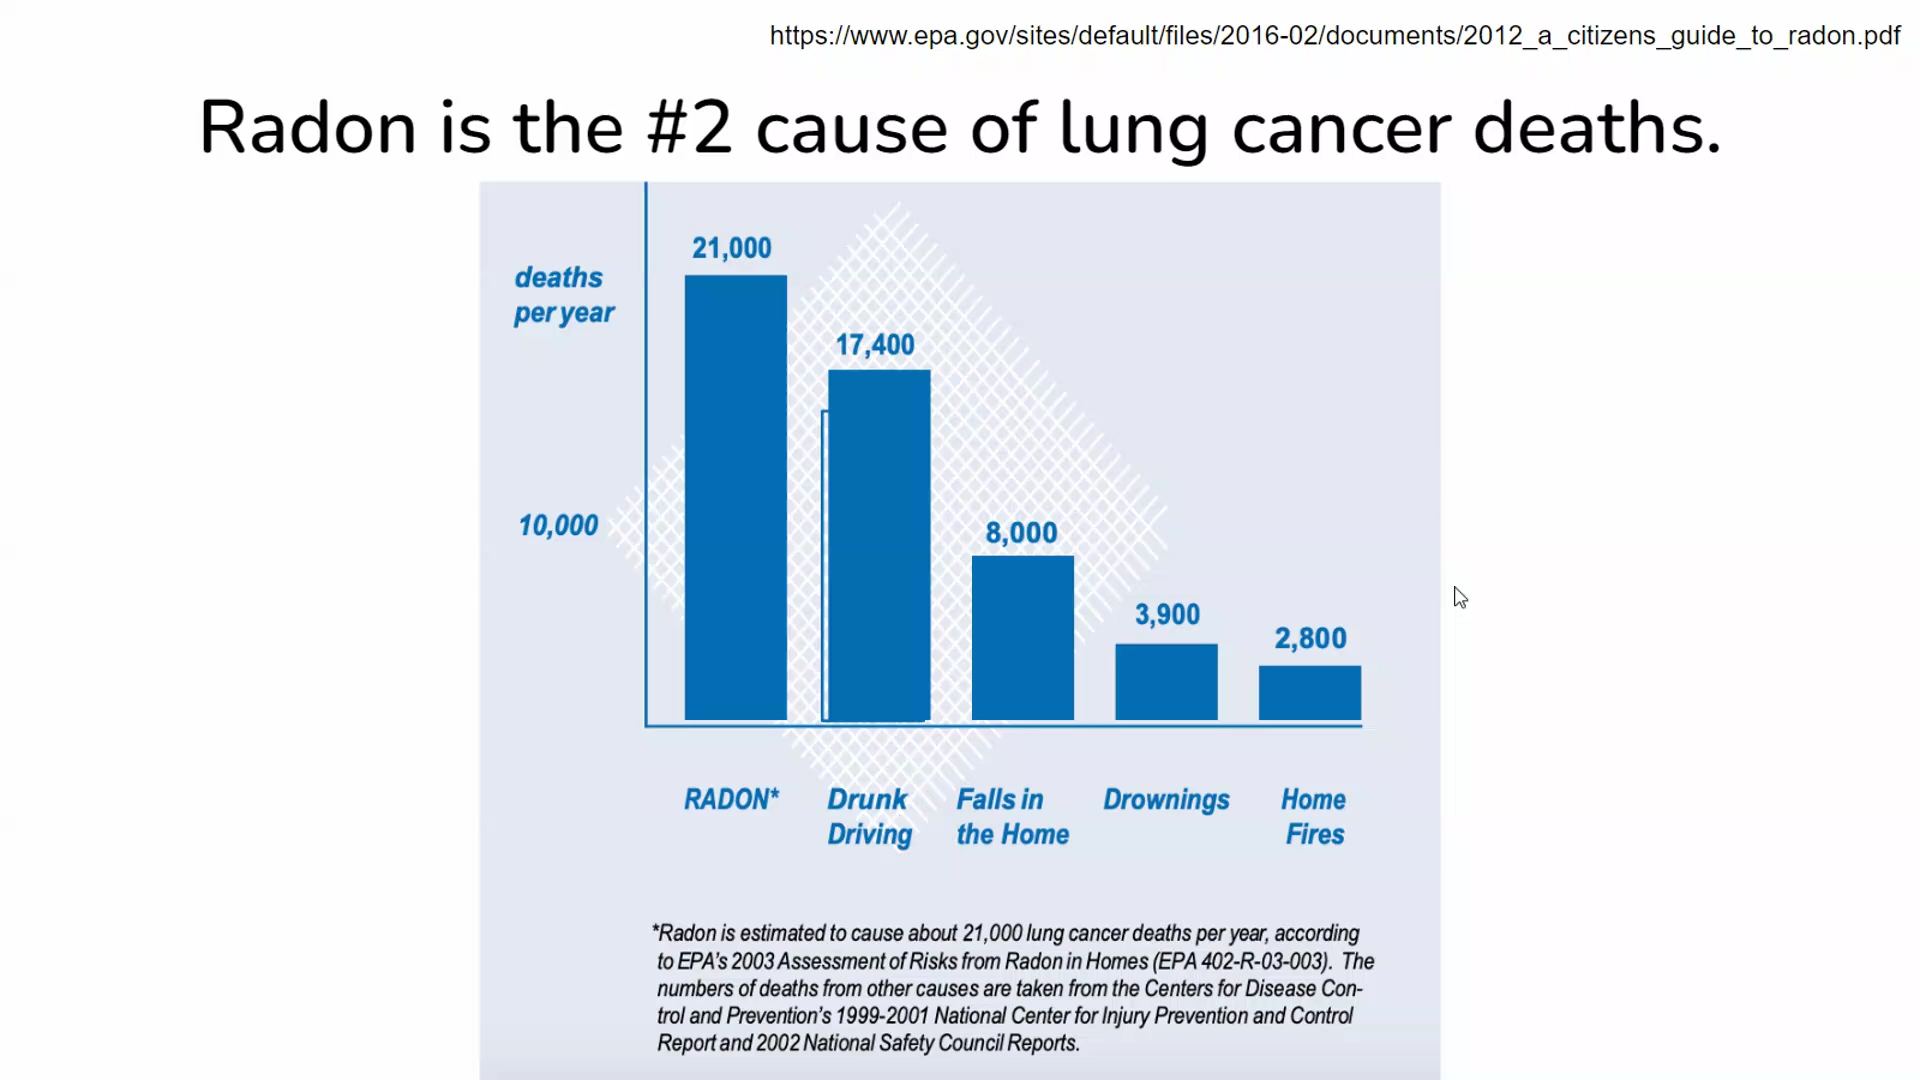 https://www.epa.gov/sites/default/files/2016-02/documents/2012_a_citizens_guide_to_radon.pdf
Radon is the #2 cause of lung cancer deaths.
deaths
per year
10,000
21,000
17,400
8,000
3,900
2,800
RADON*
Drunk
Driving
Falls in
the Home
Drownings
Home
Fires
*Radon is estimated to cause about 21,000 lung cancer deaths per year, according
to EPA's 2003 Assessment of Risks from Radon in Homes (EPA 402-R-03-003). The
numbers of deaths from other causes are taken from the Centers for Disease Con-
trol and Prevention's 1999-2001 National Center for Injury Prevention and Control
Report and 2002 National Safety Council Reports.